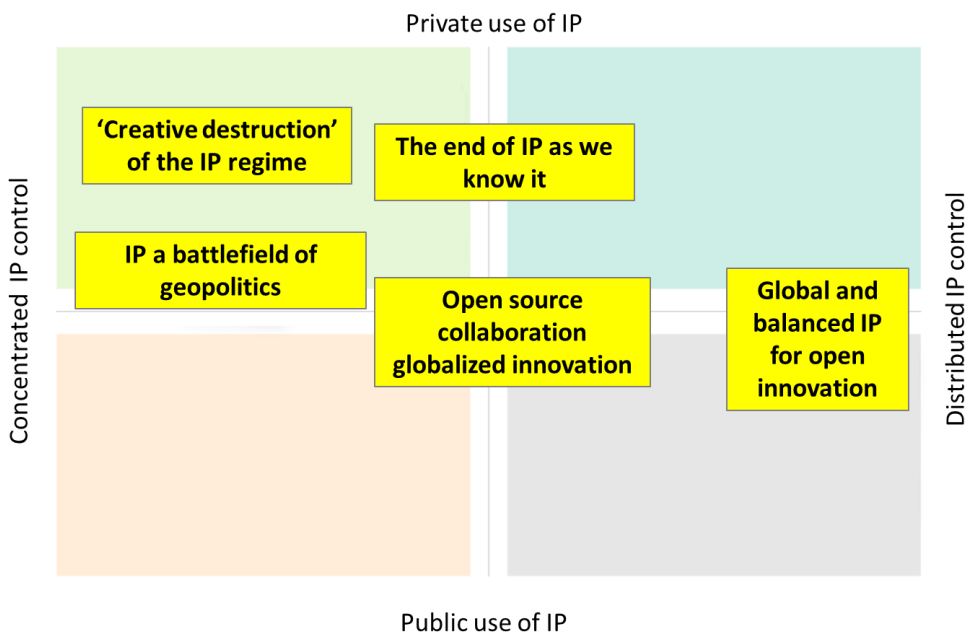 Private use of IP
‘Creative destruction’
of the IP regime
The end of IP as we
know it
Concentrated IP control
IP a battlefield of
geopolitics
Open source
collaboration
globalized innovation
Global and
balanced IP
for open
innovation
Distributed IP control
Public use of IP